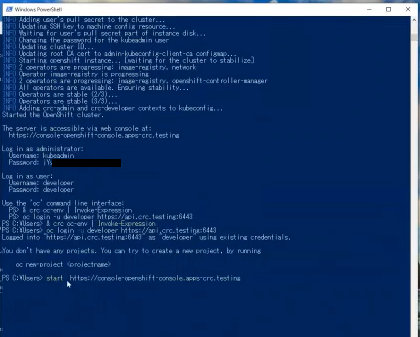 Windows PowerShell
INFO Adding user's pull secret to the cluster...
INFO Updating SSH key to machine config resource...
INFO Waiting for user's pull secret part of instance disk...
INFO Changing the password for the kubeadmin user
INFO Updating cluster ID...
INFO Updating root CA cert to admin-kubeconfig-client-ca configmap...
INFO Starting openshift instance... [waiting for the cluster to stabilize]
INFO 2 operators are progressing: image-registry, network
INFO Operator image-registry is progressing
INFO 2 operators are progressing: image-registry, openshift-controller-manager
INFO All operators are available. Ensuring stability...
INFO Operators are stable (2/3)...
INFO Operators are stable (3/3)...
INFO Adding crc-admin and crc-developer contexts to kubeconfig...
Started the OpenShift cluster.
The server is accessible via web console at:
https://console-openshift-console.apps-crc.testing
Log in as administrator:
Username: kubeadmin
Password:
Log in as user:
Username: developer
Password: developer
Use the 'oc' command line interface:
PS> & crc oc-env | Invoke-Expression
PS> oc login -u developer https://api.crc.testing:6443
PS C:\Users> & crc oc-env | Invoke-Expression
PS C:\Users> oc login -u developer https://api.crc.testing:6443
Logged into "https://api.crc.testing:6443" as "developer" using existing credentials.
You don't have any projects. You can try to create a new project, by running
oc new-project <projectname>
PS C:\Users> start https://console-openshift-console.apps-crc.testing